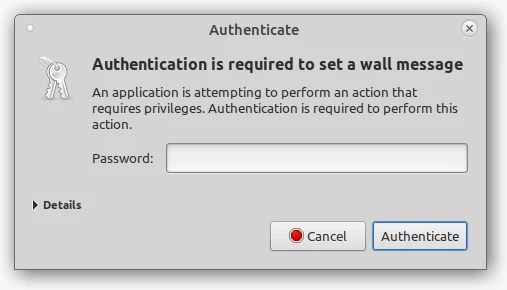 Authenticate
Authentication is required to set a wall message
An application is attempting to perform an action that
requires privileges. Authentication is required to perform this
action.
Password:
Details
Cancel
Authenticate